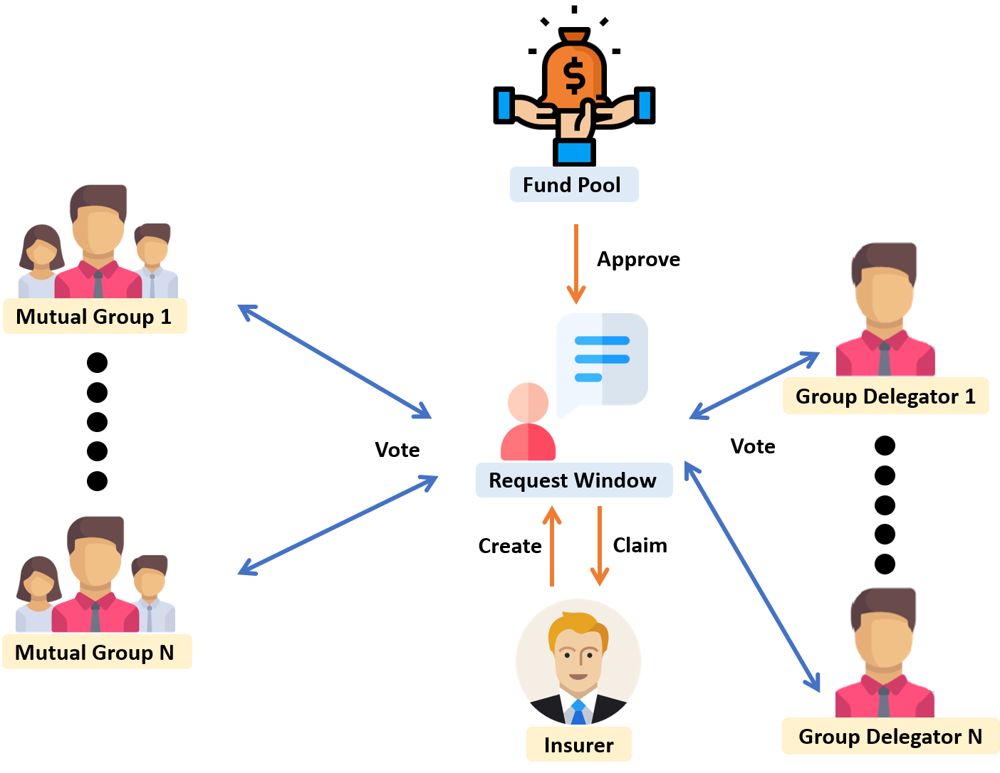 $
Fund Pool
Approve
Mutual Group 1
Group Delegator 1
Vote
Vote
Request Window
Create
Claim
Mutual Group N
Group Delegator N
Insurer